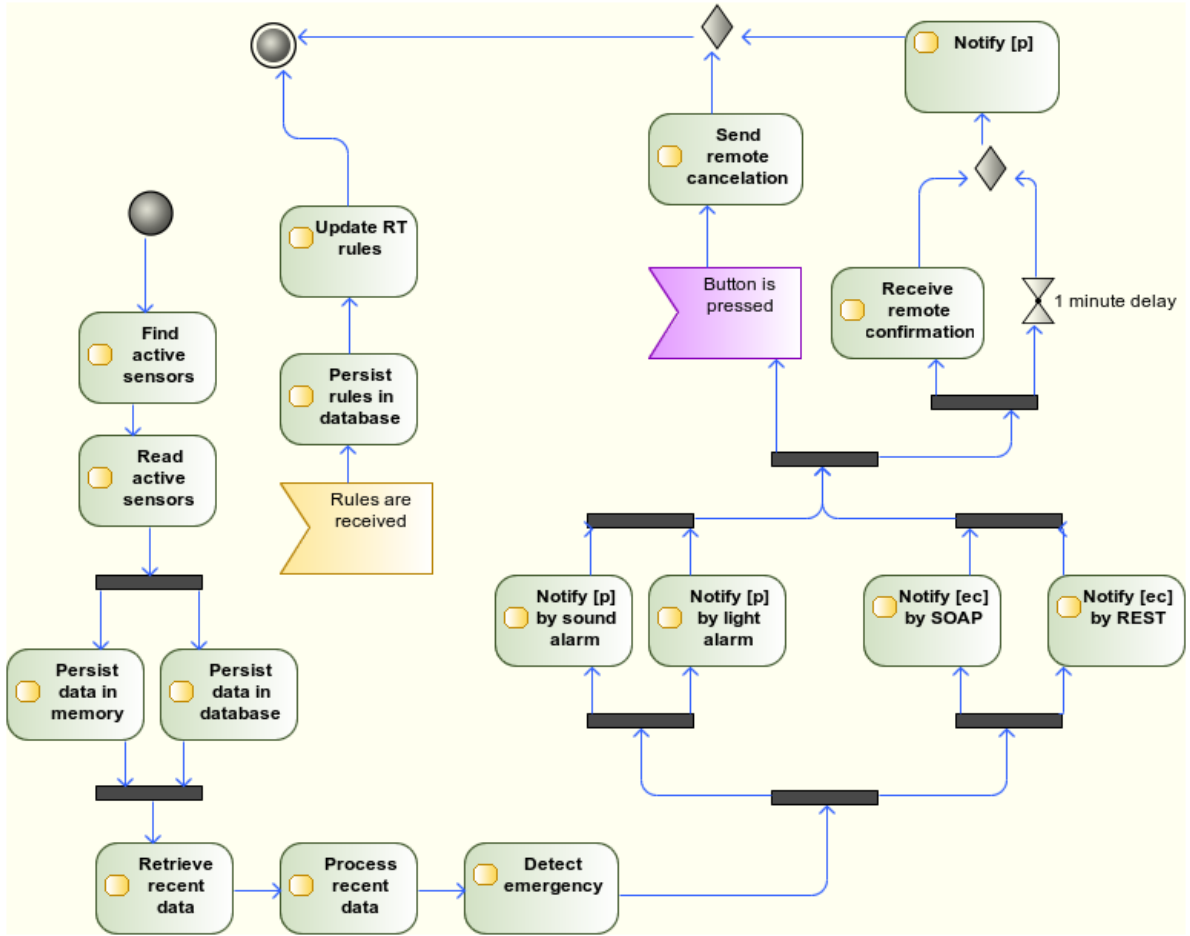 Notify [p]
Send
remote
cancelation
Update RT
rules
Button is
pressed
Receive
remote
confirmation
1 minute delay
Find
active
sensors
Persist
rules in
database
Read
active
sensors
Rules are
received
Notify [p]
by sound
alarm
Notify [p]
by light
alarm
Notify [ec]
by SOAP
Notify [ec]
by REST
Persist
data in
memory
Persist
data in
database
Retrieve
recent
data
Process
recent
data
Detect
emergency